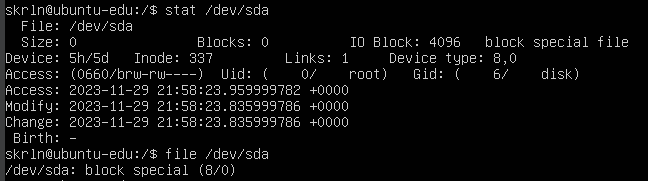 skrln@ubuntu-edu:/$ stat /dev/sda
  File: /dev/sda
  Size: 0               Blocks: 0          IO Block: 4096   block special file
Device: 5h/5d   Inode: 337         Links: 1     Device type: 8,0
Access: (0660/brw-rw----)  Uid: (    0/    root)   Gid: (    6/    disk)
Access: 2023-11-29 21:58:23.959999782 +0000
Modify: 2023-11-29 21:58:23.835999786 +0000
Change: 2023-11-29 21:58:23.835999786 +0000
 Birth: -
skrln@ubuntu-edu:/$ file /dev/sda
/dev/sda: block special (8/0)